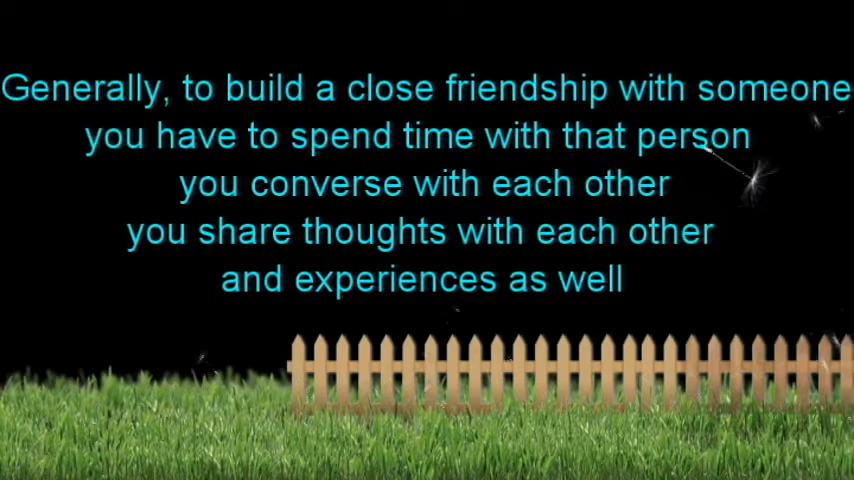 Generally, to build a close friendship with someone
you have to spend time with that person
you converse with each other
you share thoughts with each other
and experiences as well